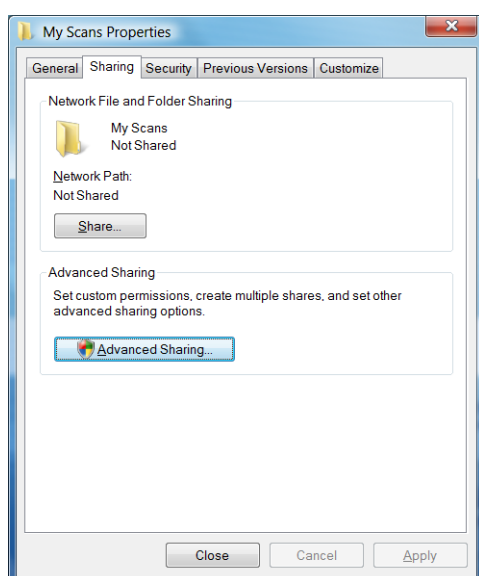 My Scans Properties
General Sharing Security Previous Versions Customize
Network File and Folder Sharing
My Scans
Not Shared
Network Path:
Not Shared
Share...
Advanced Sharing
Set custom permissions, create multiple shares, and set other
advanced sharing options.
Advanced Sharing...
Close Cancel Apply